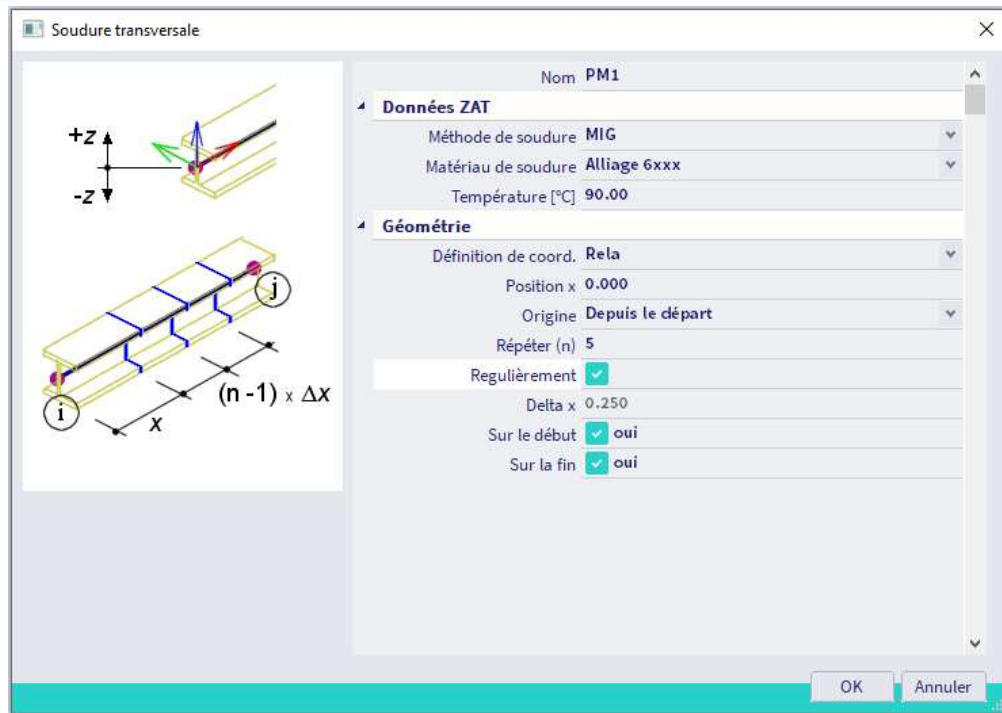 Soudure transversale
+z
-z
j
i
x
(n -1) x Δx
Nom PM1
Données ZAT
Méthode de soudure MIG
Matériau de soudure Alliage 6xxx
Température [°C] 90.00
Géométrie
Définition de coord. Rela
Position x 0.000
Origine Depuis le départ
Répéter (n) 5
Regulièrement
Delta x 0.250
Sur le début oui
Sur la fin oui
OK Annuler